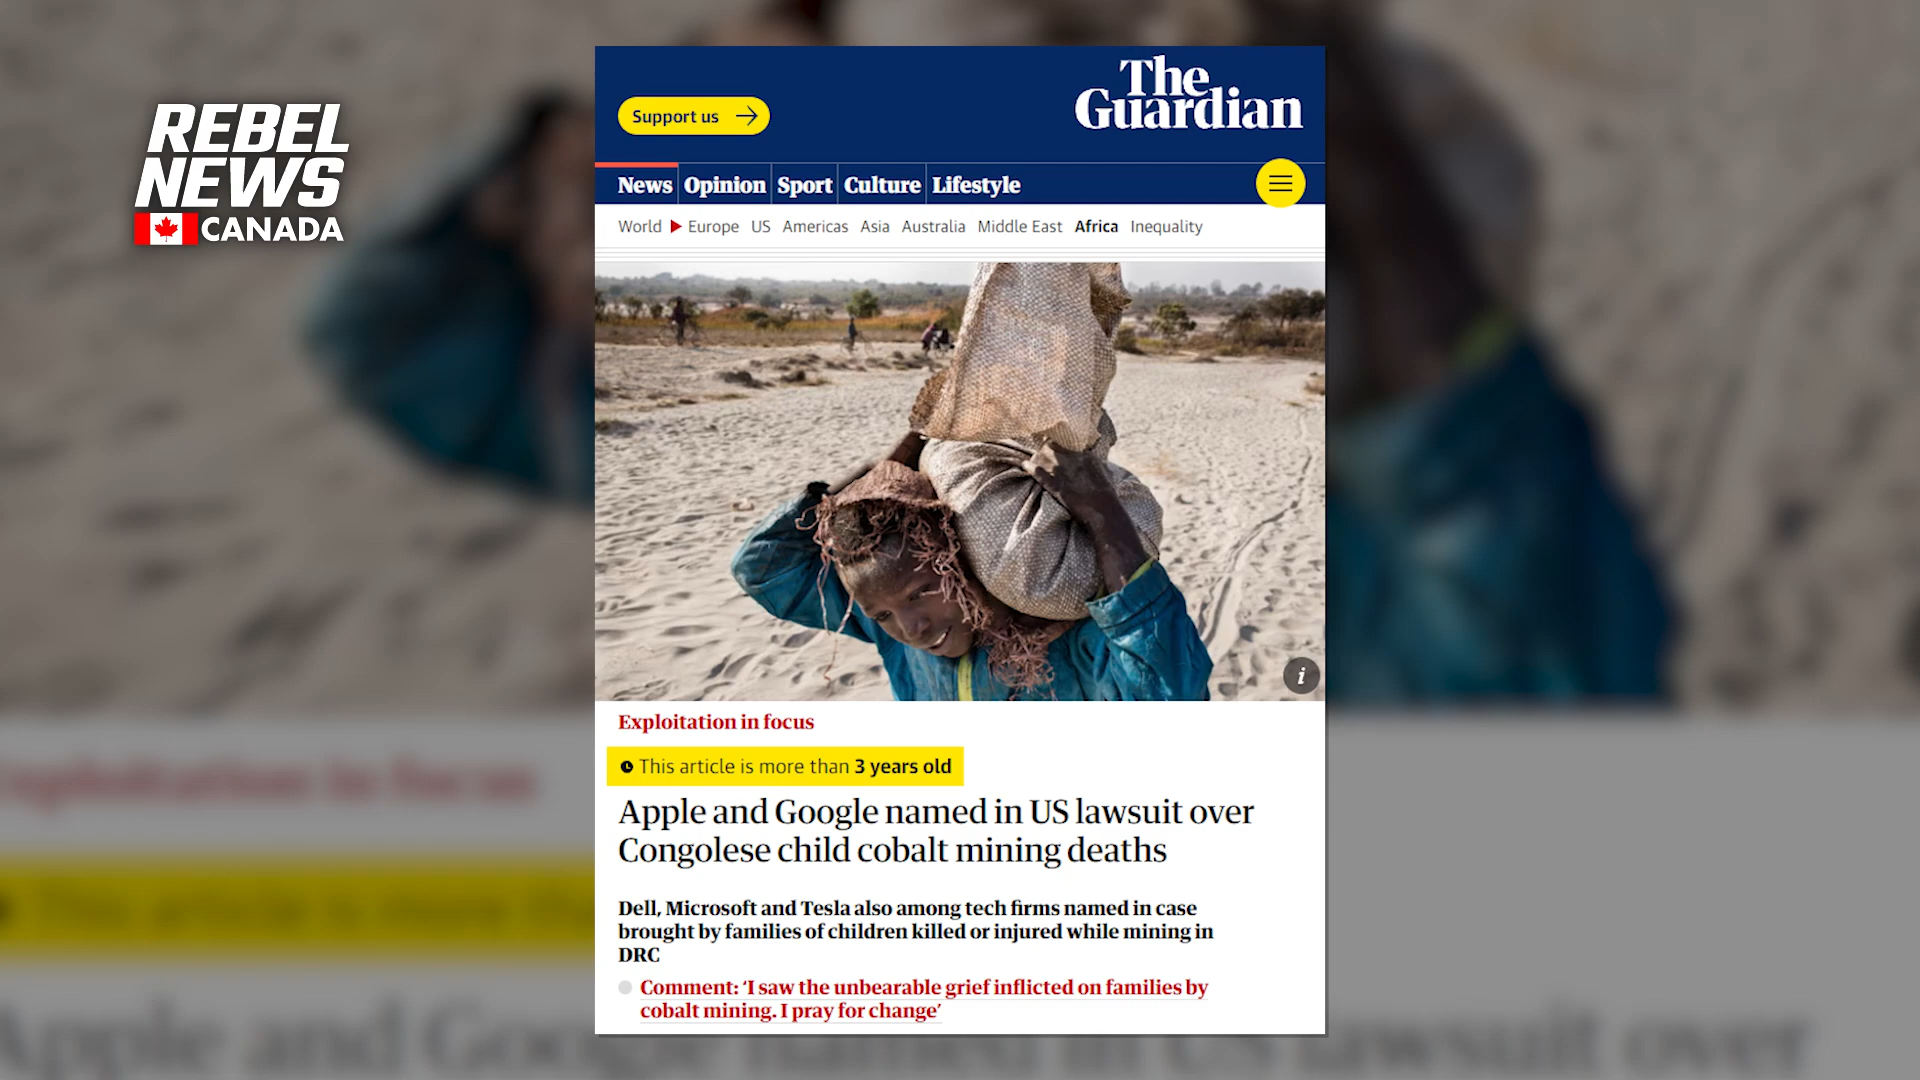 REBEL
NEWS
CANADA
Support us
The
Guardian
News Opinion Sport Culture Lifestyle
World Europe US Americas Asia Australia Middle East Africa Inequality
i
Exploitation in focus
This article is more than 3 years old
Apple and Google named in US lawsuit over
Congolese child cobalt mining deaths
Dell, Microsoft and Tesla also among tech firms named in case
brought by families of children killed or injured while mining in
DRC
Comment: ‘I saw the unbearable grief inflicted on families by
cobalt mining. I pray for change’